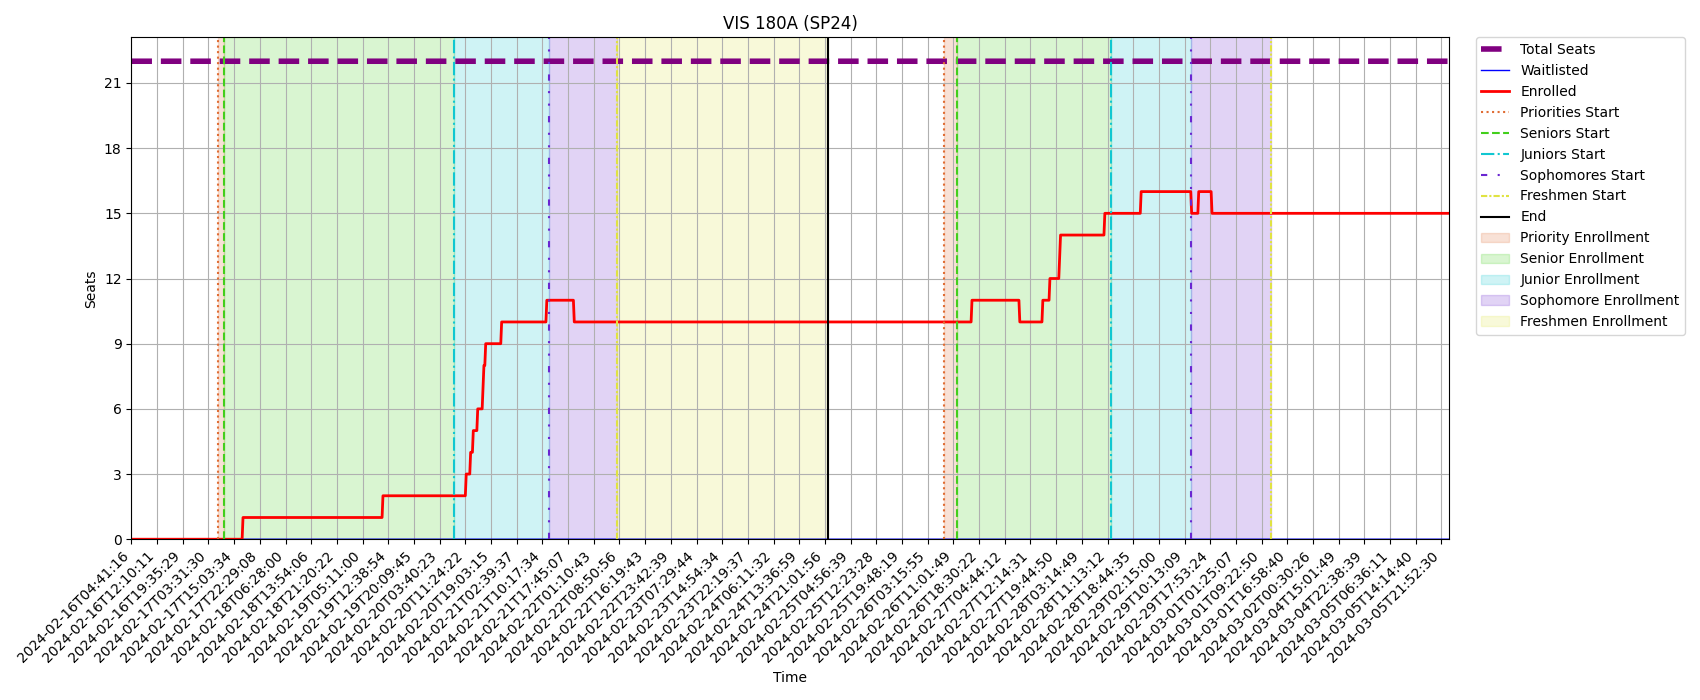 VIS 180A (SP24)
Seats
21
18
15
12
9
6
3
0
2024-02-16T04:41:16
2024-02-16T12:10:11
2024-02-16T19:35:29
2024-02-17T03:31:30
2024-02-17T15:03:34
2024-02-17T22:29:08
2024-02-18T06:28:00
2024-02-18T13:54:06
2024-02-18T21:20:22
2024-02-19T05:11:00
2024-02-19T12:38:54
2024-02-19T20:09:45
2024-02-20T03:40:23
2024-02-20T11:24:22
2024-02-20T19:03:15
2024-02-21T02:39:37
2024-02-21T10:17:34
2024-02-21T17:45:07
2024-02-22T01:10:43
2024-02-22T08:50:56
2024-02-22T16:19:43
2024-02-22T23:42:39
2024-02-23T07:29:44
2024-02-23T14:54:34
2024-02-23T22:19:37
2024-02-24T06:11:32
2024-02-24T13:36:59
2024-02-24T21:01:56
2024-02-25T04:56:39
2024-02-25T12:23:28
2024-02-25T19:48:19
2024-02-26T03:15:55
2024-02-26T11:01:49
2024-02-26T18:30:22
2024-02-27T04:44:12
2024-02-27T12:14:31
2024-02-27T19:44:50
2024-02-28T03:14:49
2024-02-28T11:13:12
2024-02-28T18:44:35
2024-02-29T02:15:00
2024-02-29T10:13:09
2024-02-29T17:53:24
2024-03-01T01:25:07
2024-03-01T09:22:50
2024-03-01T16:58:40
2024-03-02T00:30:26
2024-03-04T15:01:49
2024-03-04T22:38:39
2024-03-05T06:36:11
2024-03-05T14:14:40
2024-03-05T21:52:30
Time
Total Seats
Waitlisted
Enrolled
Priorities Start
Seniors Start
Juniors Start
Sophomores Start
Freshmen Start
End
Priority Enrollment
Senior Enrollment
Junior Enrollment
Sophomore Enrollment
Freshmen Enrollment